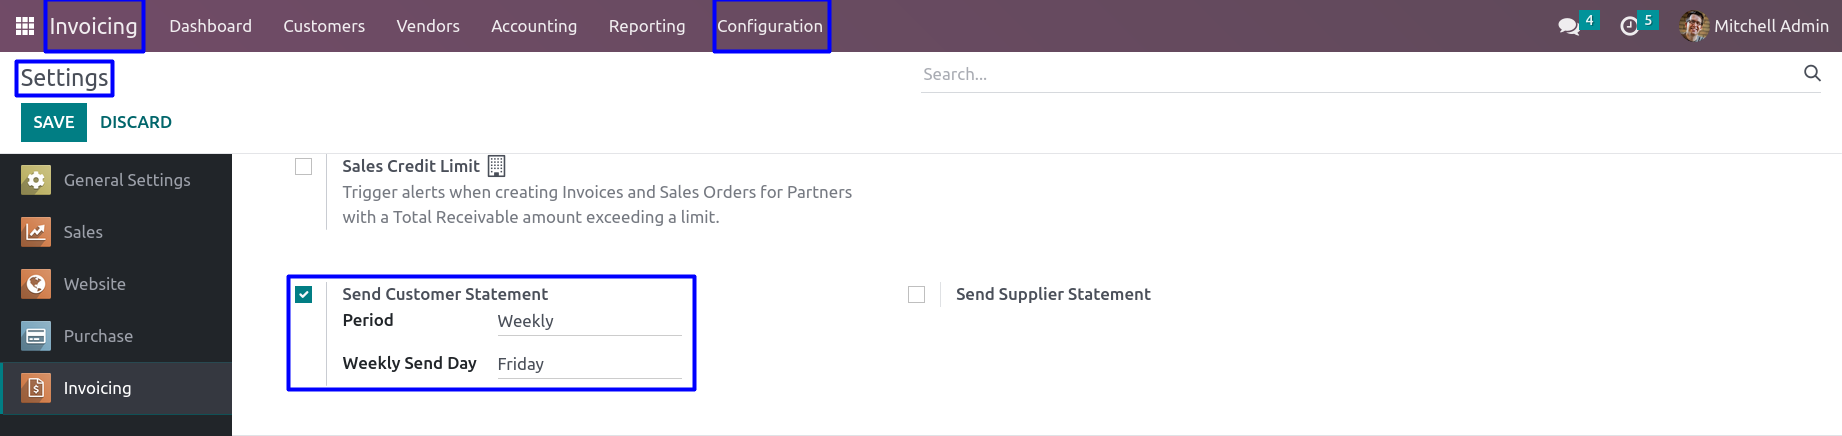 Invoicing Dashboard Customers Vendors Accounting Reporting Configuration 4 5 Mitchell Admin
Settings Search...
SAVE DISCARD
General Settings
Sales
Website
Purchase
Invoicing
Sales Credit Limit
Trigger alerts when creating Invoices and Sales Orders for Partners
with a Total Receivable amount exceeding a limit.
Send Customer Statement
Period Weekly
Weekly Send Day Friday
Send Supplier Statement